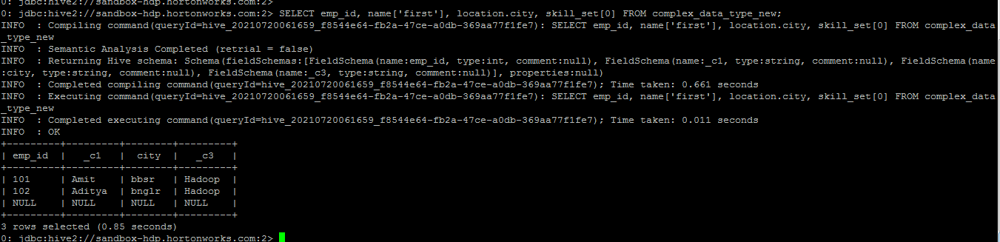 0: jdbc:hive2://sandbox-hdp.hortonworks.com:2>
0: jdbc:hive2://sandbox-hdp.hortonworks.com:2> SELECT emp_id, name['first'], location.city, skill_set[0] FROM complex_data_type_new;
INFO  : Compiling command(queryId=hive_20210720061659_f8544e64-fb2a-47ce-a0db-369aa77f1fe7): SELECT emp_id, name['first'], location.city, skill_set[0] FROM complex_data
_type_new
INFO  : Semantic Analysis Completed (retrial = false)
INFO  : Returning Hive schema: Schema(fieldSchemas:[FieldSchema(name:emp_id, type:int, comment:null), FieldSchema(name:_c1, type:string, comment:null), FieldSchema(name
:city, type:string, comment:null), FieldSchema(name:_c3, type:string, comment:null)], properties:null)
INFO  : Completed compiling command(queryId=hive_20210720061659_f8544e64-fb2a-47ce-a0db-369aa77f1fe7); Time taken: 0.661 seconds
INFO  : Executing command(queryId=hive_20210720061659_f8544e64-fb2a-47ce-a0db-369aa77f1fe7): SELECT emp_id, name['first'], location.city, skill_set[0] FROM complex_data
_type_new
INFO  : Completed executing command(queryId=hive_20210720061659_f8544e64-fb2a-47ce-a0db-369aa77f1fe7); Time taken: 0.011 seconds
INFO  : OK
+---------+---------+--------+---------+
| emp_id  |   _c1   |  city  |   _c3   |
+---------+---------+--------+---------+
| 101     | Amit    | bbsr   | Hadoop  |
| 102     | Aditya  | bnglr  | Hadoop  |
| NULL    | NULL    | NULL   | NULL    |
+---------+---------+--------+---------+
3 rows selected (0.85 seconds)
0: jdbc:hive2://sandbox-hdp.hortonworks.com:2>